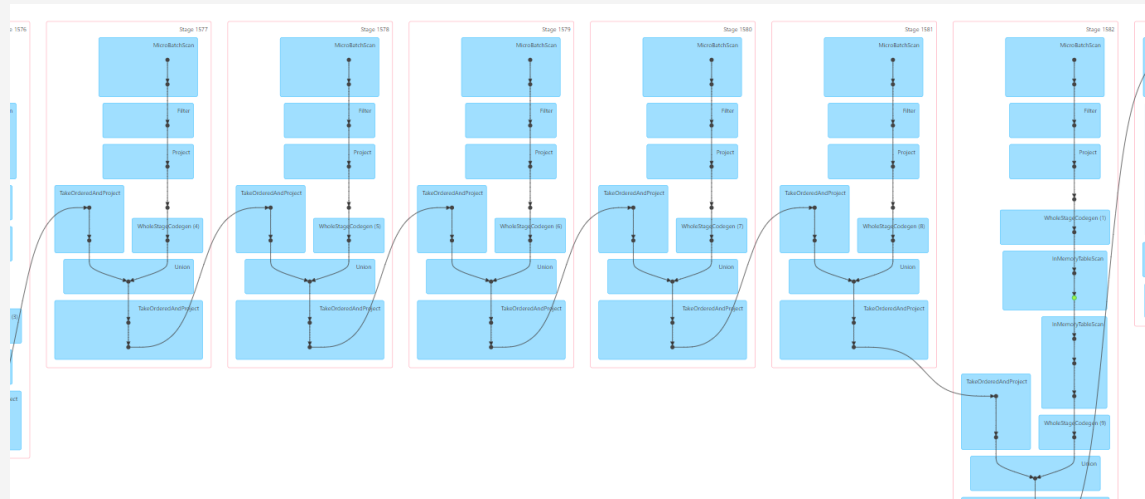 Stage 1577
MicroBatchScan
Filter
Project
TakeOrderedAndProject
WholeStageCodegen (4)
Union
TakeOrderedAndProject
Stage 1578
MicroBatchScan
Filter
Project
TakeOrderedAndProject
WholeStageCodegen (5)
Union
TakeOrderedAndProject
Stage 1579
MicroBatchScan
Filter
Project
TakeOrderedAndProject
WholeStageCodegen (6)
Union
TakeOrderedAndProject
Stage 1580
MicroBatchScan
Filter
Project
TakeOrderedAndProject
WholeStageCodegen (7)
Union
TakeOrderedAndProject
Stage 1581
MicroBatchScan
Filter
Project
TakeOrderedAndProject
WholeStageCodegen (8)
Union
TakeOrderedAndProject
Stage 1582
MicroBatchScan
Filter
Project
WholeStageCodegen (1)
InMemoryTableScan
InMemoryTableScan
TakeOrderedAndProject
WholeStageCodegen (9)
Union